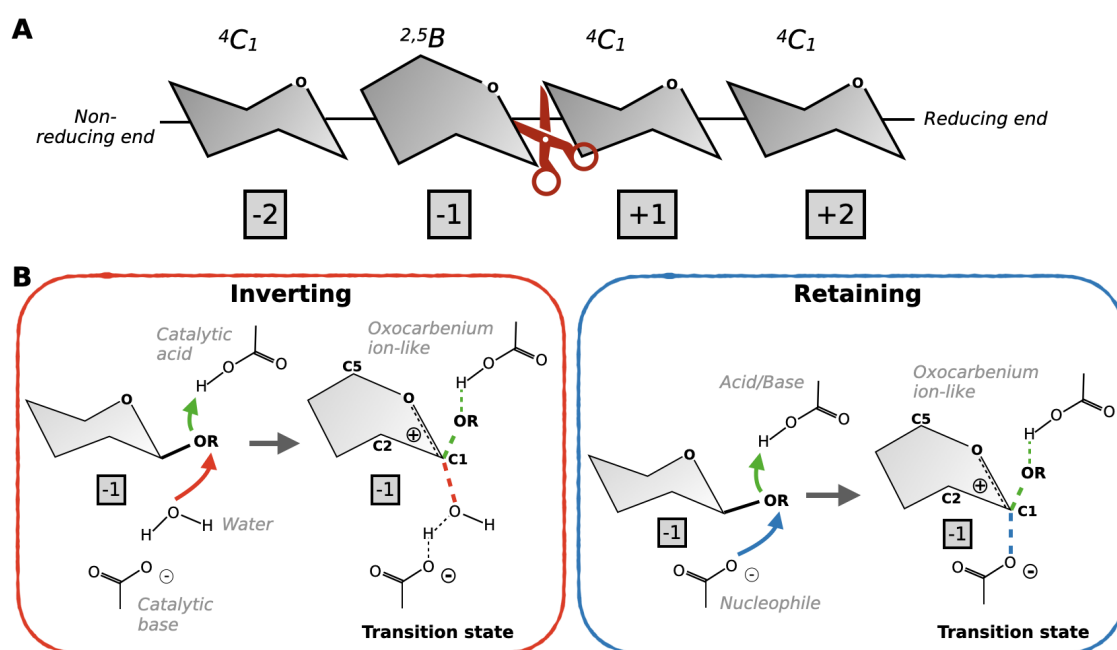 A
⁴C₁
²,⁵B
⁴C₁
⁴C₁
Non-
reducing end
O
O
O
O
Reducing end
-2
-1
+1
+2
B
Inverting
Catalytic
acid
H
O
O
O
OR
-1
H
O
H
Water
O
O
-
Catalytic
base
Oxocarbenium
ion-like
C5
O
H
O
O
OR
+
C2
C1
-1
O
H
H
O
O
-
Transition state
Retaining
Acid/Base
H
O
O
O
OR
-1
O
O
-
Nucleophile
Oxocarbenium
ion-like
C5
O
H
O
O
OR
+
C2
C1
-1
O
O
-
Transition state